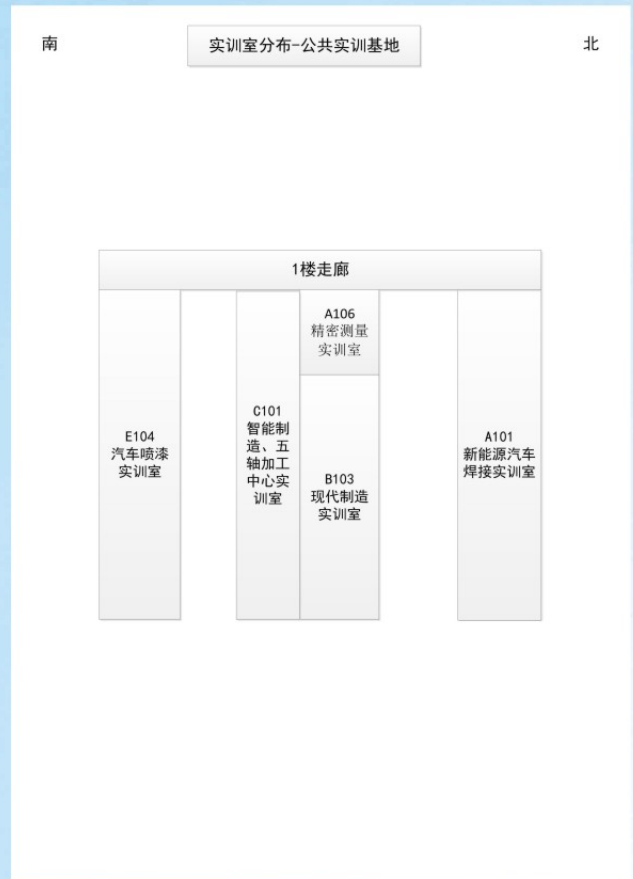 南
实训室分布-公共实训基地
北
1楼走廊
A106
精密测量
实训室
C101
智能制
造、五
轴加工
中心实
训室
E104
汽车喷漆
实训室
B103
现代制造
实训室
A101
新能源汽车
焊接实训室